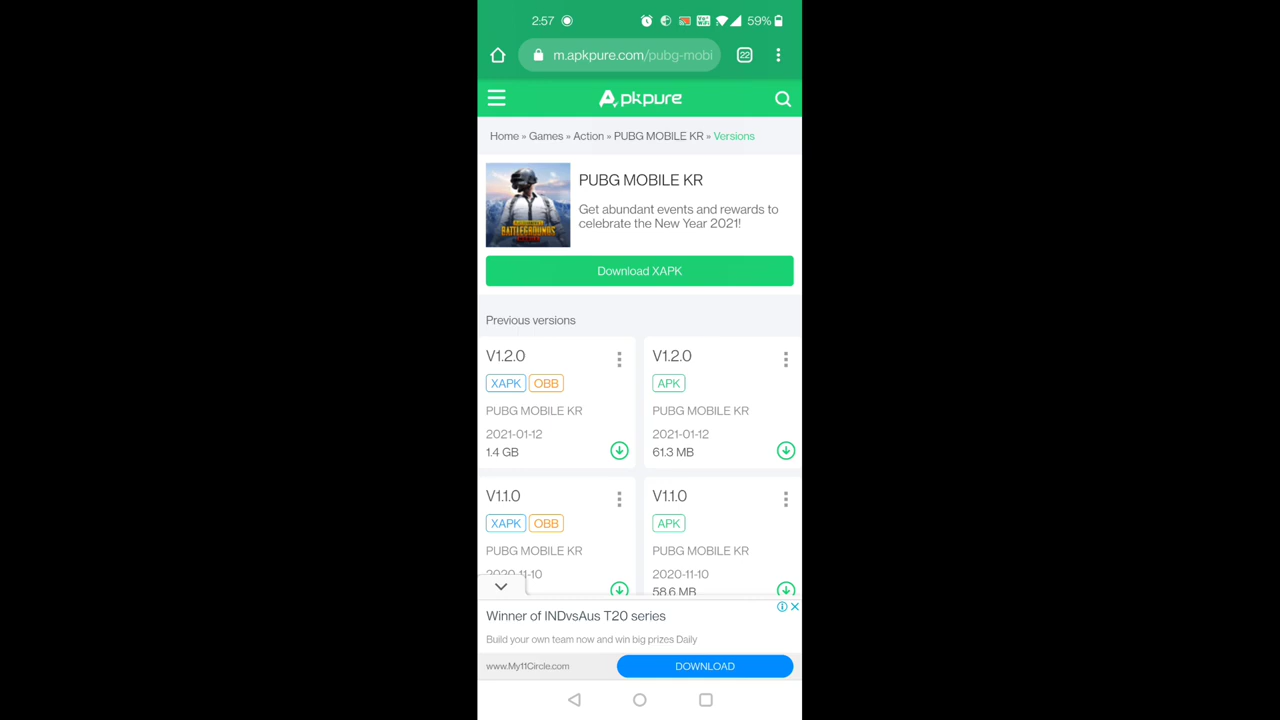 2:57
59%
m.apkpure.com/pubg-mobi
22
Apkpure
Home » Games » Action » PUBG MOBILE KR » Versions
PUBG MOBILE KR
Get abundant events and rewards to
celebrate the New Year 2021!
BATTLEGROUNDS
Download XAPK
Previous versions
V1.2.0
XAPK OBB
PUBG MOBILE KR
2021-01-12
1.4 GB
V1.2.0
APK
PUBG MOBILE KR
2021-01-12
61.3 MB
V1.1.0
XAPK OBB
PUBG MOBILE KR
2020-11-10
V1.1.0
APK
PUBG MOBILE KR
2020-11-10
58.6 MB
Winner of INDvsAus T20 series
Build your own team now and win big prizes Daily
www.My11Circle.com
DOWNLOAD